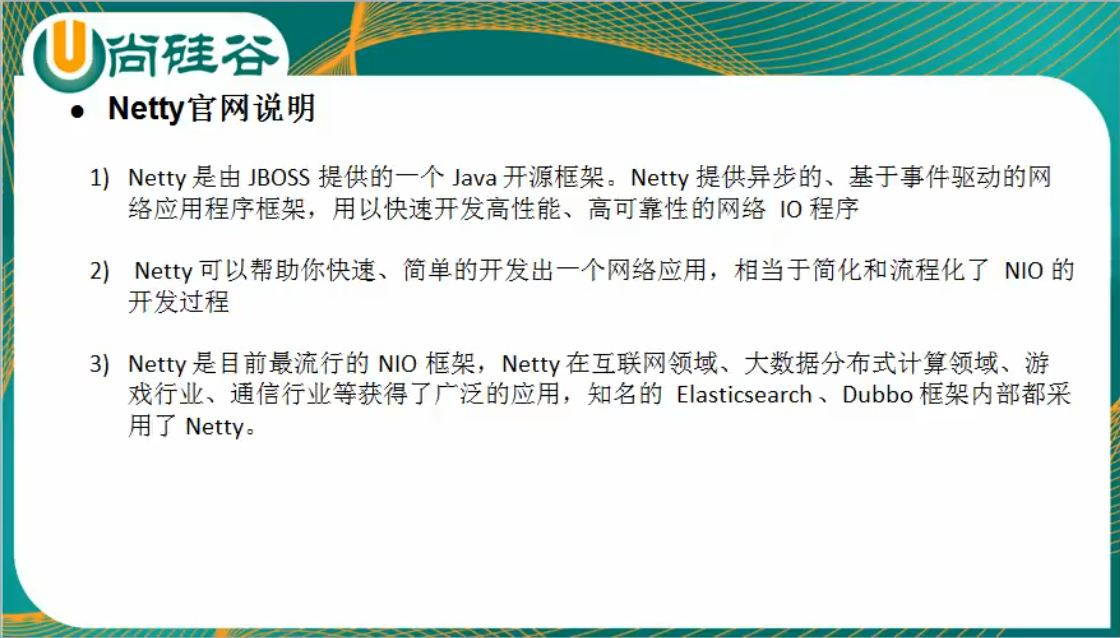 尚硅谷
● Netty官网说明
1) Netty 是由 JBOSS 提供的一个 Java 开源框架。Netty 提供异步的、基于事件驱动的网
络应用程序框架，用以快速开发高性能、高可靠性的网络 IO 程序
2) Netty 可以帮助你快速、简单的开发出一个网络应用，相当于简化和流程化了 NIO 的
开发过程
3) Netty 是目前最流行的 NIO 框架，Netty 在互联网领域、大数据分布式计算领域、游
戏行业、通信行业等获得了广泛的应用，知名的 Elasticsearch 、Dubbo 框架内部都采
用了 Netty。